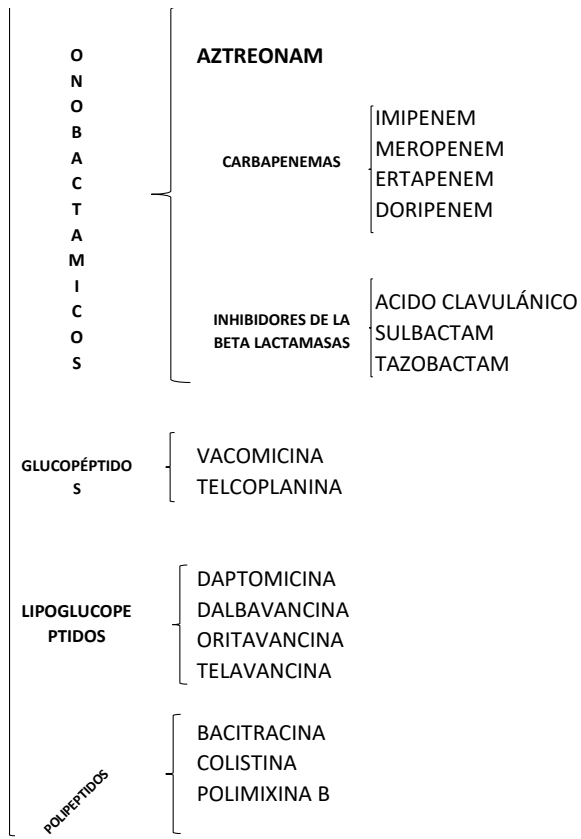 ONOBACTAMICOS
AZTREONAM
CARBAPENEMAS
IMIPENEM
MEROPENEM
ERTAPENEM
DORIPENEM
INHIBIDORES DE LA
BETA LACTAMASAS
ACIDO CLAVULÁNICO
SULBACTAM
TAZOBACTAM
GLUCOPÉPTIDO
S
VACOMICINA
TELCOPLANINA
LIPOGLUCOPE
PTIDOS
DAPTOMICINA
DALBAVANCINA
ORITAVANCINA
TELAVANCINA
POLIPEPTIDOS
BACITRACINA
COLISTINA
POLIMIXINA B